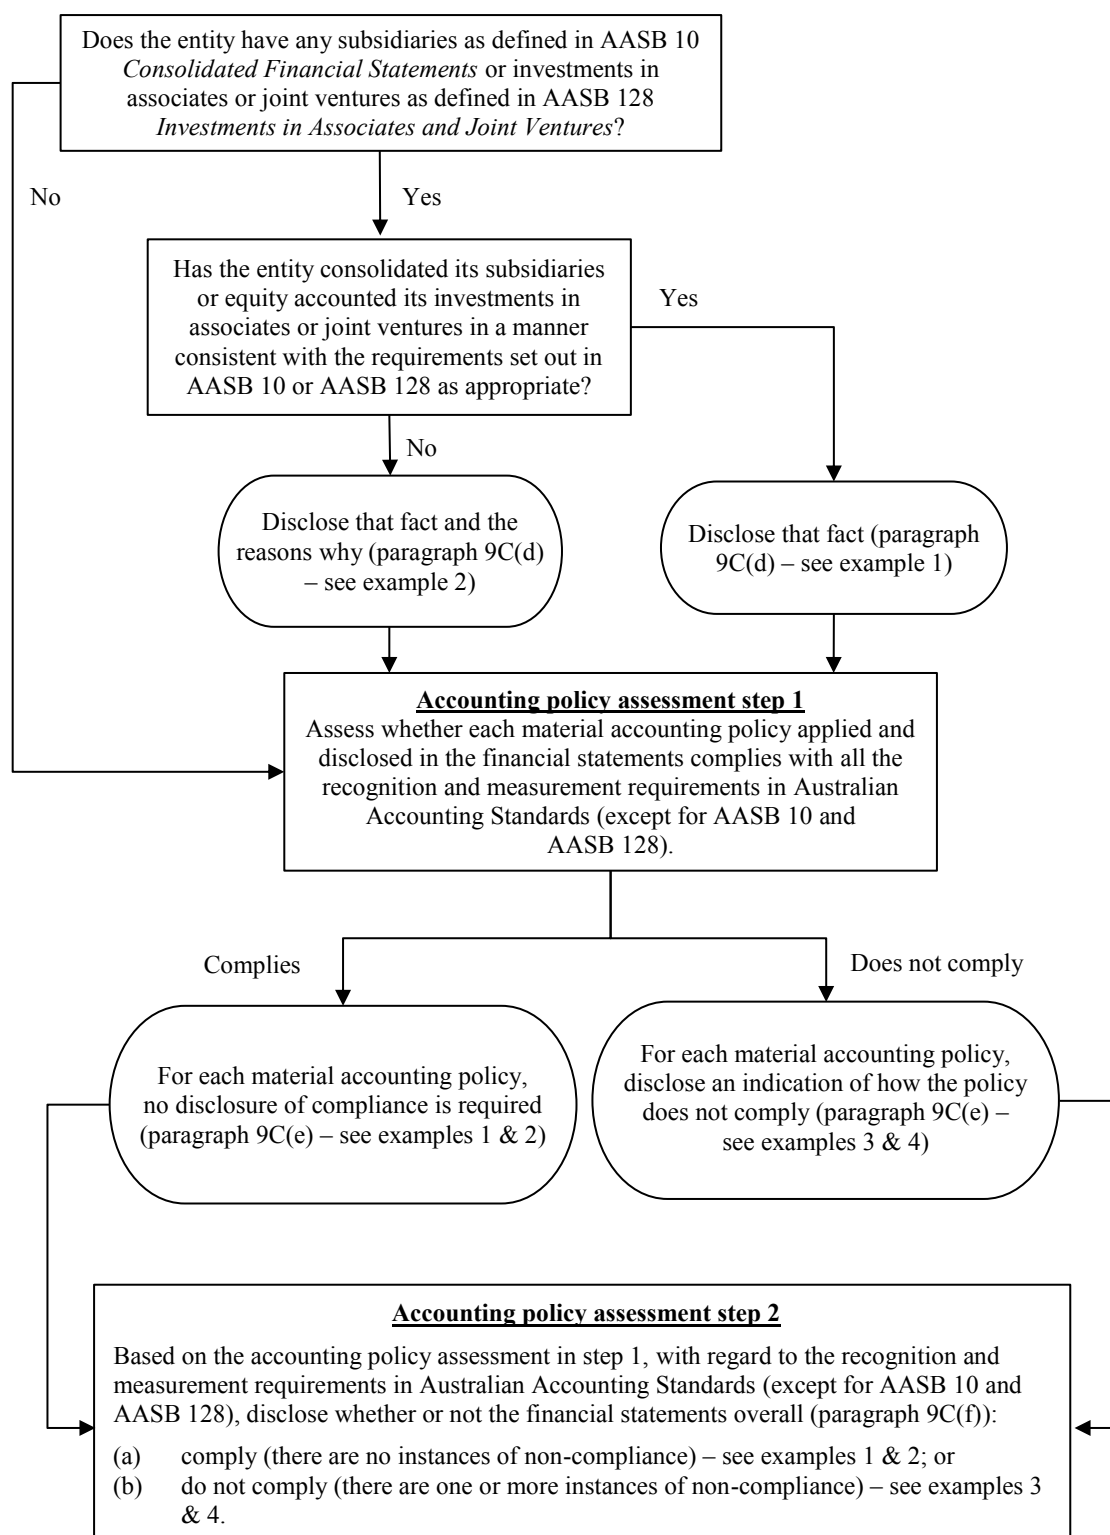 Does the entity have any subsidiaries as defined in AASB 10
Consolidated Financial Statements or investments in
associates or joint ventures as defined in AASB 128
Investments in Associates and Joint Ventures?
No
Yes
Has the entity consolidated its subsidiaries
or equity accounted its investments in
associates or joint ventures in a manner
consistent with the requirements set out in
AASB 10 or AASB 128 as appropriate?
Yes
No
Disclose that fact and the
reasons why (paragraph 9C(d)
– see example 2)
Disclose that fact (paragraph
9C(d) – see example 1)
Accounting policy assessment step 1
Assess whether each material accounting policy applied and
disclosed in the financial statements complies with all the
recognition and measurement requirements in Australian
Accounting Standards (except for AASB 10 and
AASB 128).
Complies
Does not comply
For each material accounting policy,
no disclosure of compliance is required
(paragraph 9C(e) – see examples 1 & 2)
For each material accounting policy,
disclose an indication of how the policy
does not comply (paragraph 9C(e) –
see examples 3 & 4)
Accounting policy assessment step 2
Based on the accounting policy assessment in step 1, with regard to the recognition and
measurement requirements in Australian Accounting Standards (except for AASB 10 and
AASB 128), disclose whether or not the financial statements overall (paragraph 9C(f)):
(a) comply (there are no instances of non-compliance) – see examples 1 & 2; or
(b) do not comply (there are one or more instances of non-compliance) – see examples 3
& 4.